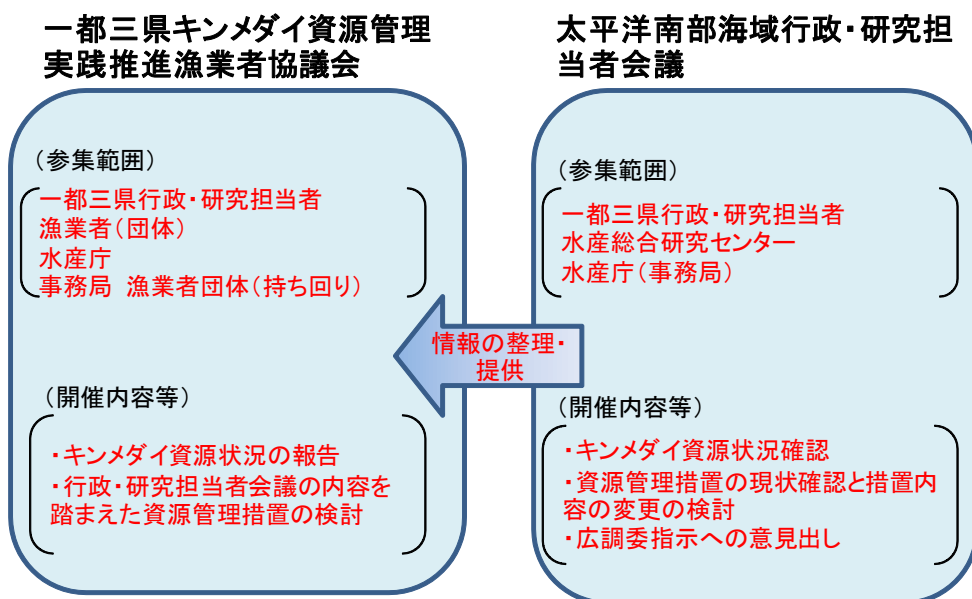 一都三県キンメダイ資源管理
実践推進漁業者協議会
(参集範囲)
一都三県行政・研究担当者
漁業者(団体)
水産庁
事務局 漁業者団体(持ち回り)
(開催内容等)
・キンメダイ資源状況の報告
・行政・研究担当者会議の内容を
踏まえた資源管理措置の検討
情報の整理・
提供
太平洋南部海域行政・研究担
当者会議
(参集範囲)
一都三県行政・研究担当者
水産総合研究センター
水産庁(事務局)
(開催内容等)
・キンメダイ資源状況確認
・資源管理措置の現状確認と措置内
容の変更の検討
・広調委指示への意見出し